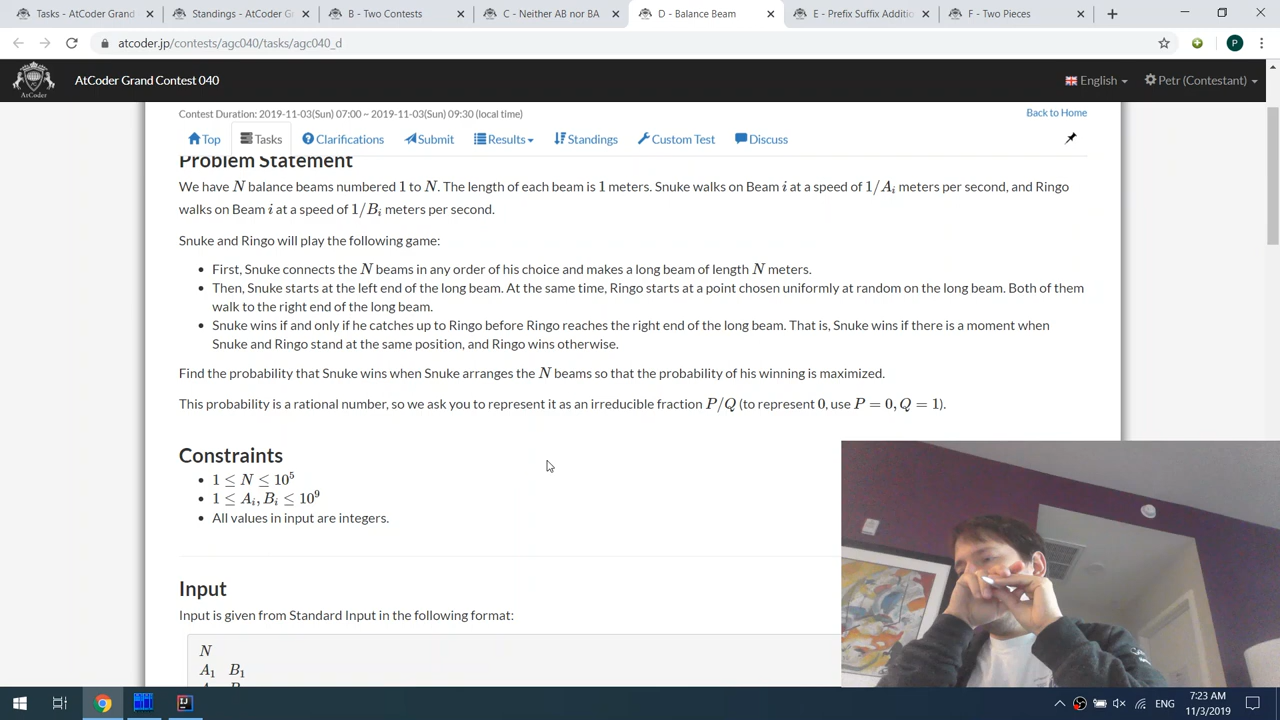 Tasks - AtCoder Grand
Standings - AtCoder G
B - Two Contests
C - Neither AB nor BA
D - Balance Beam
E - Prefix Suffix Additio
F - Two Pieces
atcoder.jp/contests/agc040/tasks/agc040_d
P
AtCoder Grand Contest 040
English
Petr (Contestant)
Contest Duration: 2019-11-03(Sun) 07:00 ~ 2019-11-03(Sun) 09:30 (local time)
Back to Home
Top
Tasks
Clarifications
Submit
Results
Standings
Custom Test
Discuss
Problem Statement
We have N balance beams numbered 1 to N. The length of each beam is 1 meters. Snuke walks on Beam i at a speed of 1/A_i meters per second, and Ringo
walks on Beam i at a speed of 1/B_i meters per second.
Snuke and Ringo will play the following game:
• First, Snuke connects the N beams in any order of his choice and makes a long beam of length N meters.
• Then, Snuke starts at the left end of the long beam. At the same time, Ringo starts at a point chosen uniformly at random on the long beam. Both of them
walk to the right end of the long beam.
• Snuke wins if and only if he catches up to Ringo before Ringo reaches the right end of the long beam. That is, Snuke wins if there is a moment when
Snuke and Ringo stand at the same position, and Ringo wins otherwise.
Find the probability that Snuke wins when Snuke arranges the N beams so that the probability of his winning is maximized.
This probability is a rational number, so we ask you to represent it as an irreducible fraction P/Q (to represent 0, use P = 0, Q = 1).
Constraints
• 1 ≤ N ≤ 10^5
• 1 ≤ A_i, B_i ≤ 10^9
• All values in input are integers.
Input
Input is given from Standard Input in the following format:
N
A_1 B_1
ENG
7:23 AM
11/3/2019